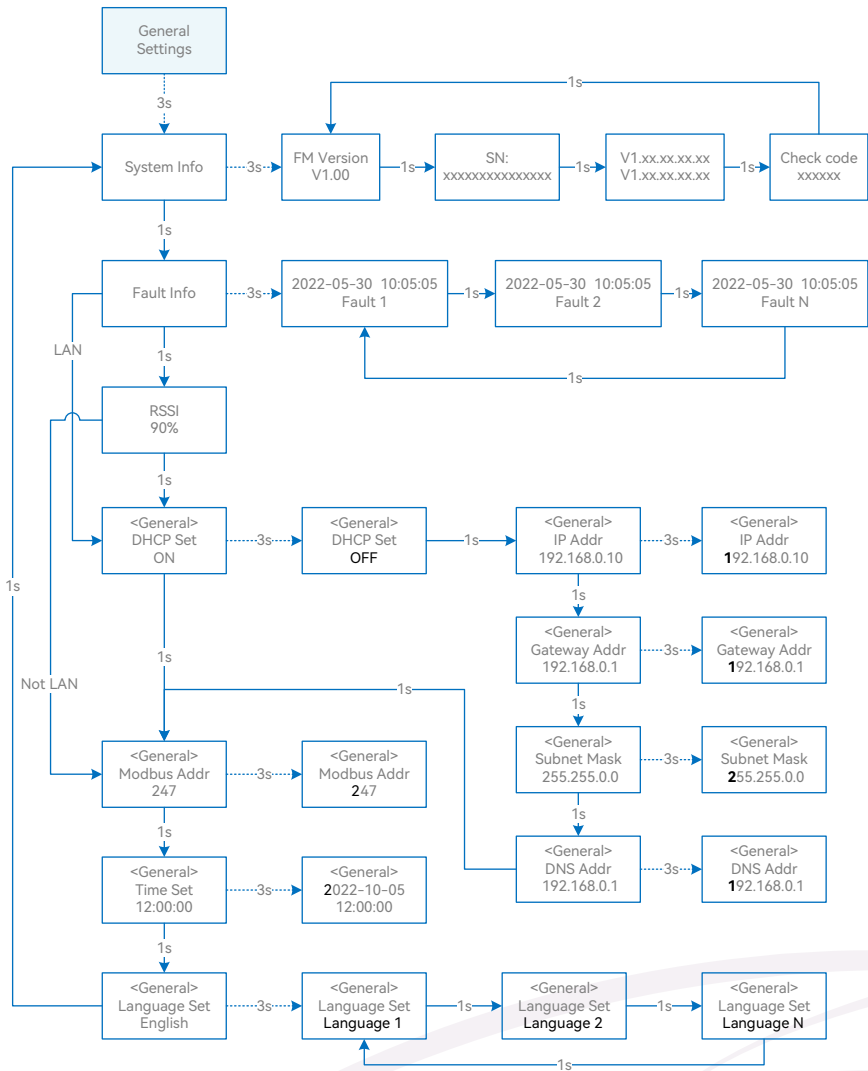 General
Settings
3s
1s
System Info
3s
FM Version
V1.00
1s
SN:
xxxxxxxxxxxxxxx
1s
V1.xx.xx.xx.xx
V1.xx.xx.xx.xx
1s
Check code
xxxxxx
1s
Fault Info
3s
2022-05-30 10:05:05
Fault 1
1s
2022-05-30 10:05:05
Fault 2
1s
2022-05-30 10:05:05
Fault N
1s
LAN
1s
RSSI
90%
1s
<General>
DHCP Set
ON
3s
<General>
DHCP Set
OFF
1s
<General>
IP Addr
192.168.0.10
3s
<General>
IP Addr
192.168.0.10
1s
1s
<General>
Gateway Addr
192.168.0.1
3s
<General>
Gateway Addr
192.168.0.1
1s
Not LAN
1s
1s
<General>
Modbus Addr
247
3s
<General>
Modbus Addr
247
<General>
Subnet Mask
255.255.0.0
3s
<General>
Subnet Mask
255.255.0.0
1s
1s
<General>
Time Set
12:00:00
3s
<General>
2022-10-05
12:00:00
<General>
DNS Addr
192.168.0.1
3s
<General>
DNS Addr
192.168.0.1
1s
<General>
Language Set
English
3s
<General>
Language Set
Language 1
1s
<General>
Language Set
Language 2
1s
<General>
Language Set
Language N
1s